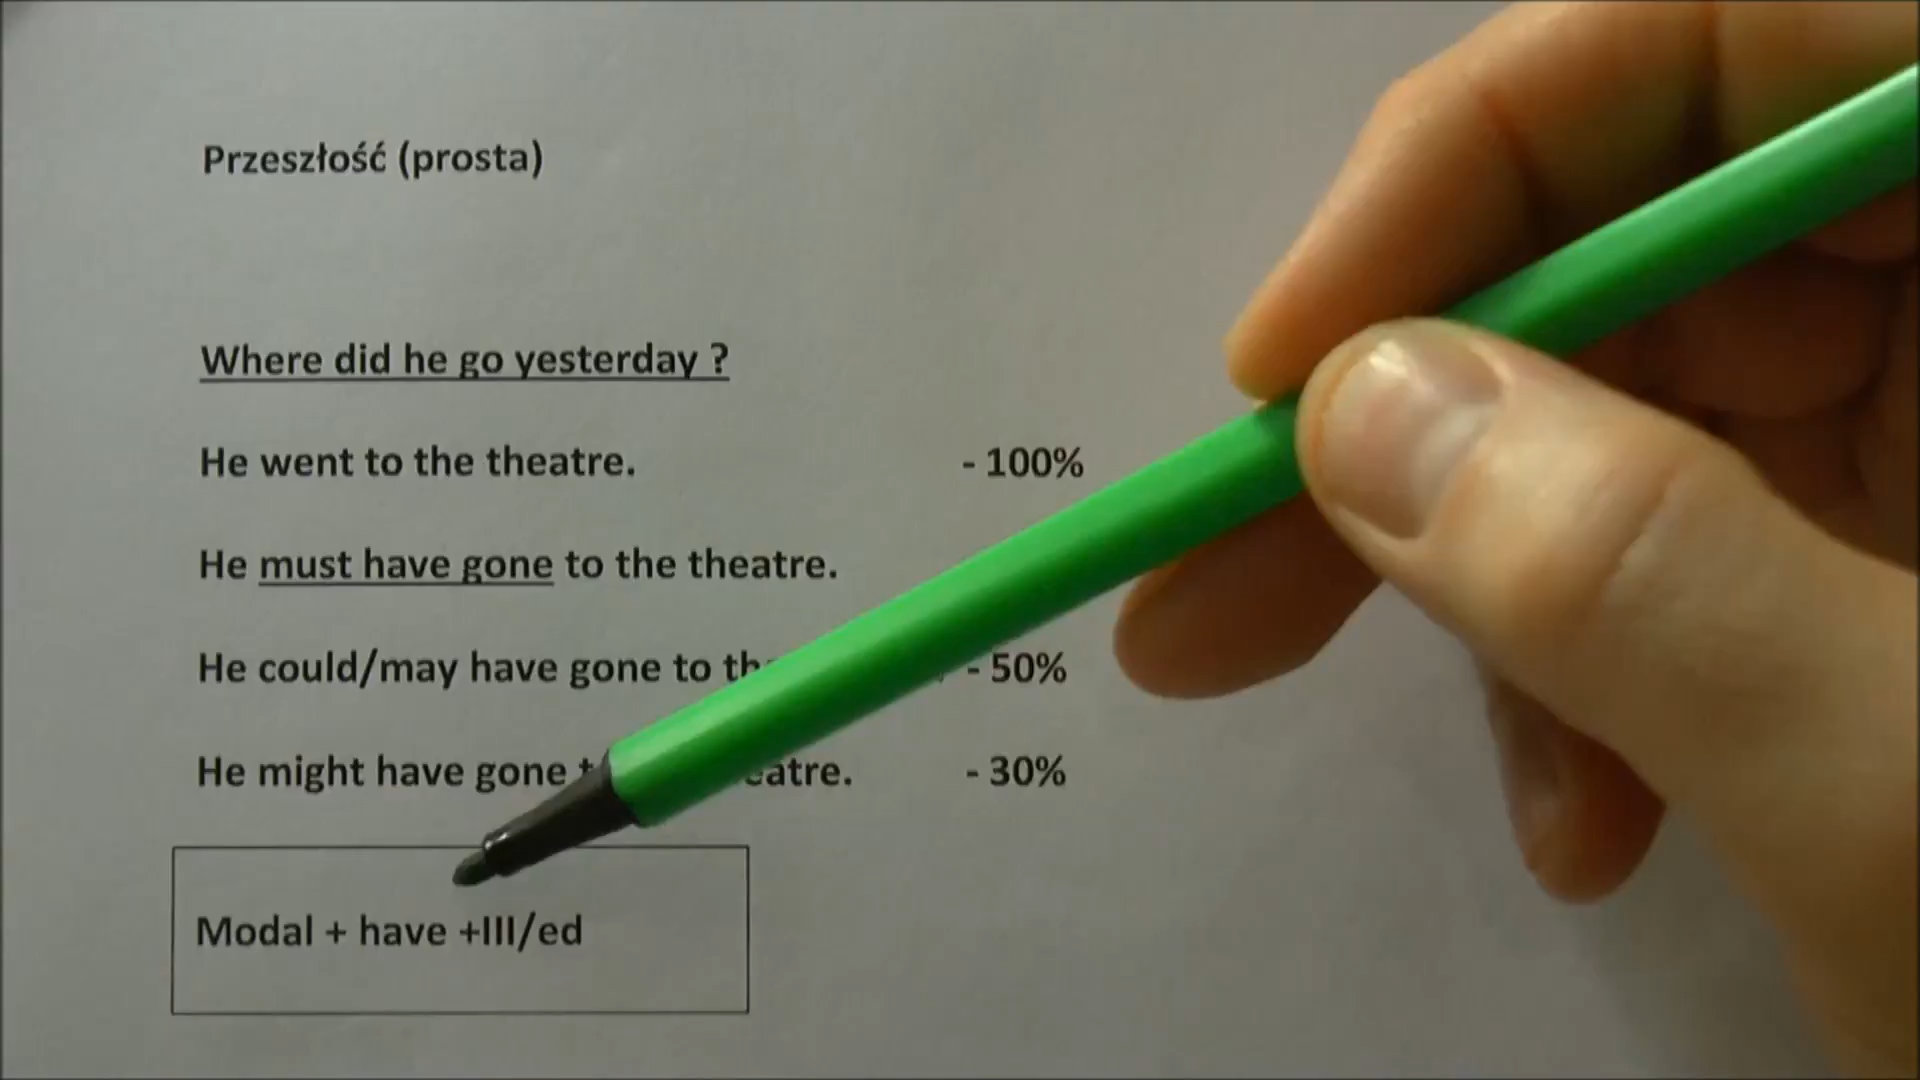 Przeszłość (prosta)
Where did he go yesterday ?
He went to the theatre. - 100%
He must have gone to the theatre.
He could/may have gone to - 50%
He might have gone - 30%
Modal + have +III/ed